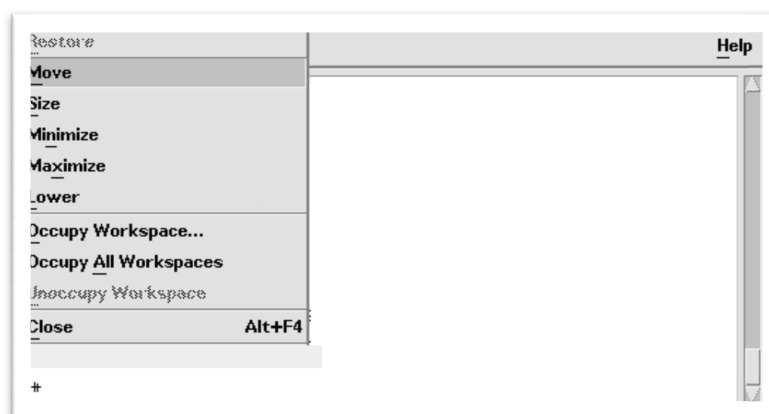 Restore
Help
Move
Size
Minimize
Maximize
Lower
Occupy Workspace...
Occupy All Workspaces
Unoccupy Workspace
Close Alt+F4
#